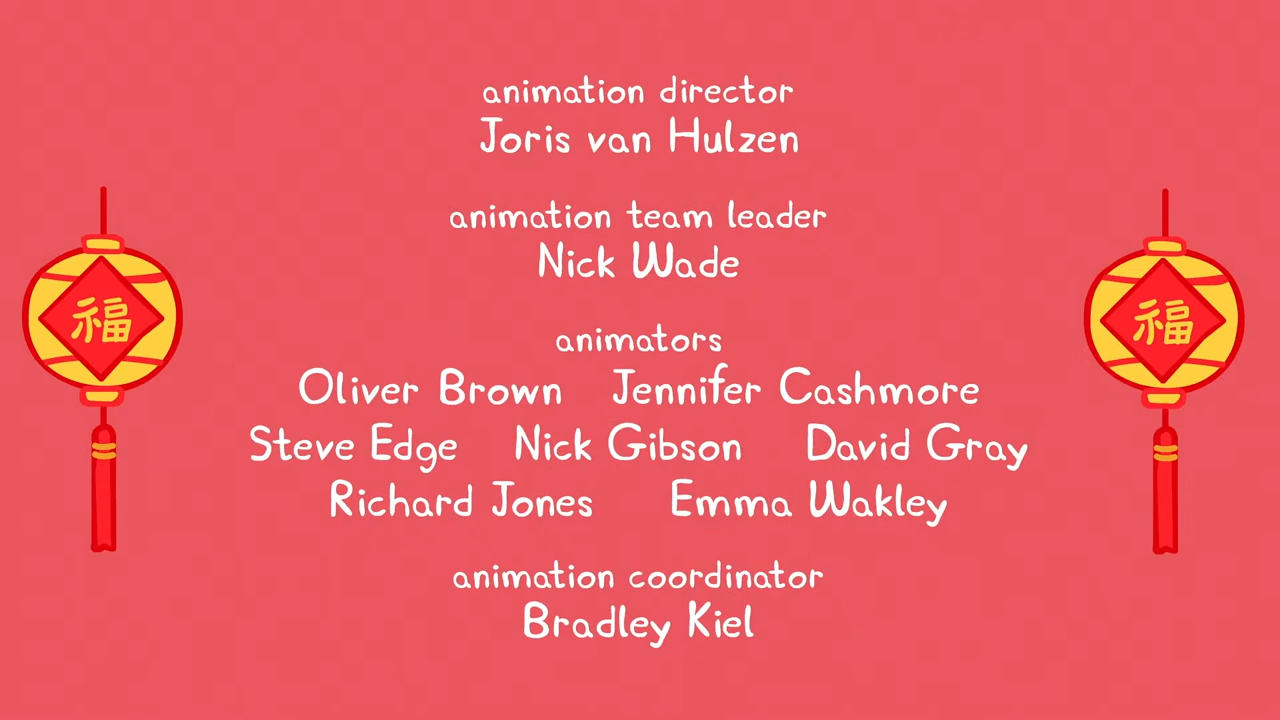 animation director
Joris van Hulzen
animation team leader
Nick Wade
animators
Oliver Brown Jennifer Cashmore
Steve Edge Nick Gibson David Gray
Richard Jones Emma Wakley
animation coordinator
Bradley Kiel
福
福